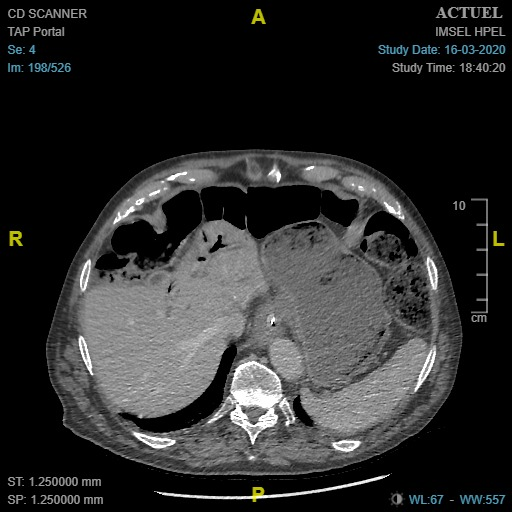 CD SCANNER
TAP Portal
Se: 4
Im: 198/526
A
ACTUEL
IMSEL HPEL
Study Date: 16-03-2020
Study Time: 18:40:20
R
L
10
cm
ST: 1.250000 mm
SP: 1.250000 mm
P
WL:67 - WW:557